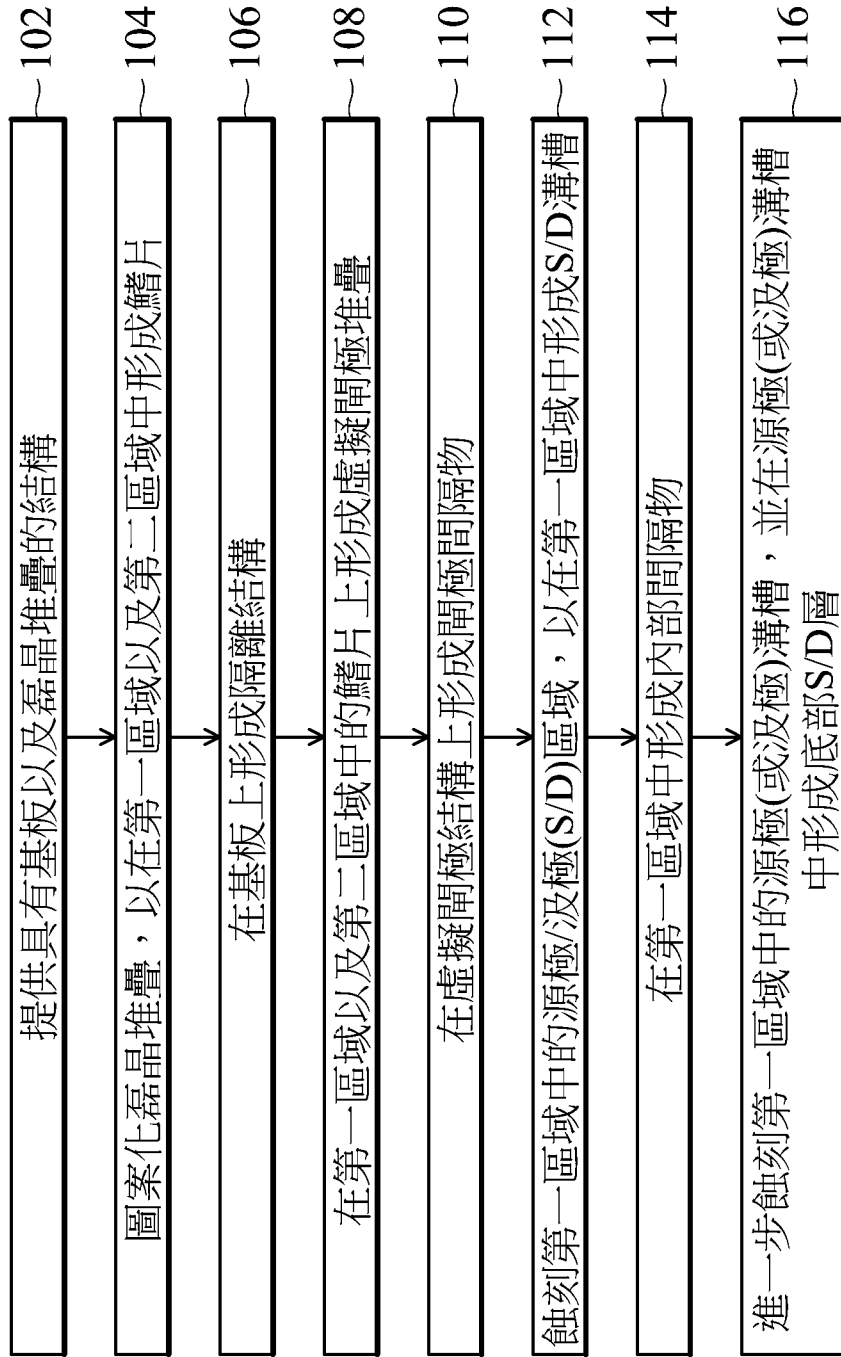 提供具有基板以及磊晶堆疊的結構
102
圖案化磊晶堆疊，以在第一區域以及第二區域中形成鰭片
104
在基板上形成隔離結構
106
在第一區域以及第二區域中的鰭片上形成虛擬閘極堆疊
108
在虛擬閘極結構上形成閘極間隔物
110
蝕刻第一區域中的源極/汲極(S/D)區域，以在第一區域中形成S/D溝槽
112
在第一區域中形成內部間隔物
114
進一步蝕刻第一區域中的源極(或汲極)溝槽，並在源極(或汲極)溝槽
中形成底部S/D層
116